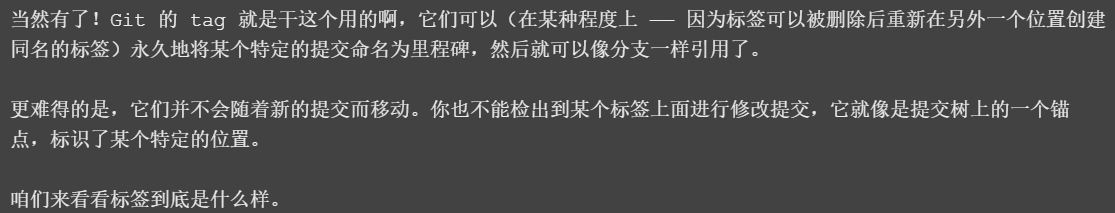 当然有了！Git 的 tag 就是干这个用的啊，它们可以（在某种程度上 —— 因为标签可以被删除后重新在另外一个位置创建
同名的标签）永久地将某个特定的提交命名为里程碑，然后就可以像分支一样引用了。
更难得的是，它们并不会随着新的提交而移动。你也不能检出到某个标签上面进行修改提交，它就像是提交树上的一个锚
点，标识了某个特定的位置。
咱们来看看标签到底是什么样。